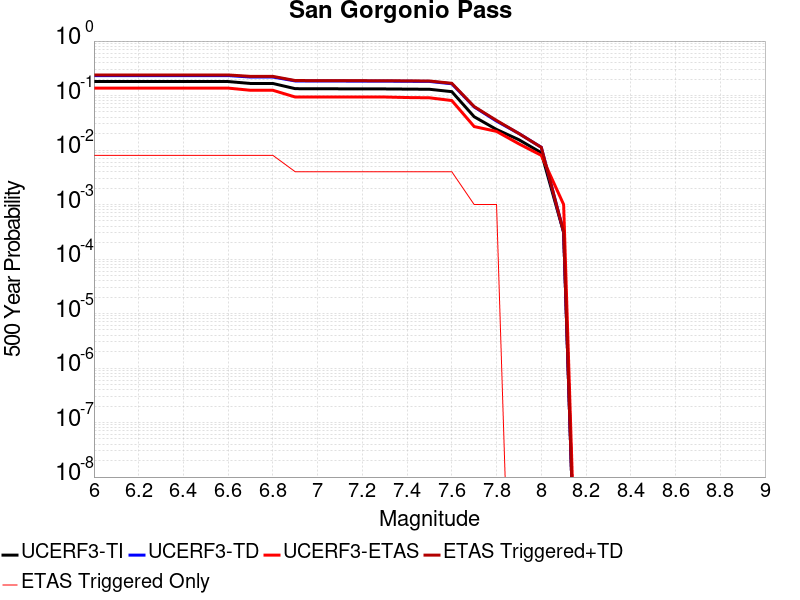 San Gorgonio Pass
10^0
10^-1
10^-2
10^-3
10^-4
10^-5
10^-6
10^-7
10^-8
500 Year Probability
6 6.2 6.4 6.6 6.8 7 7.2 7.4 7.6 7.8 8 8.2 8.4 8.6 8.8 9
Magnitude
UCERF3-TI UCERF3-TD UCERF3-ETAS ETAS Triggered+TD
ETAS Triggered Only